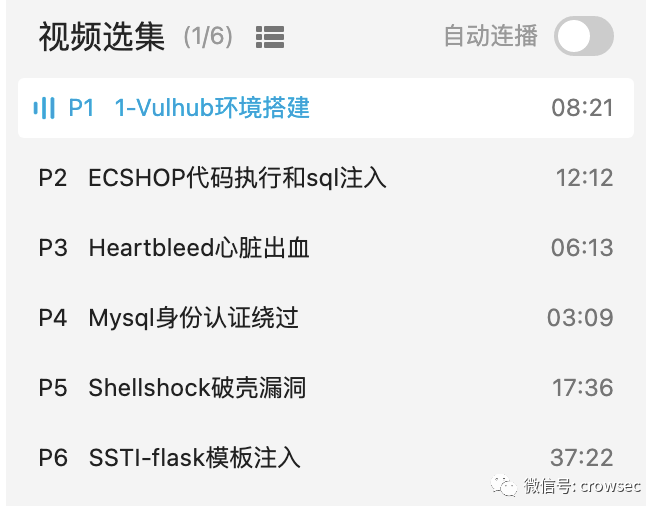 视频选集 (1/6) 自动连播
P1 1-Vulhub环境搭建 08:21
P2 ECSHOP代码执行和sql注入 12:12
P3 Heartbleed心脏出血 06:13
P4 Mysql身份认证绕过 03:09
P5 Shellshock破壳漏洞 17:36
P6 SSTI-flask模板注入 37:22
微信号: crowsec